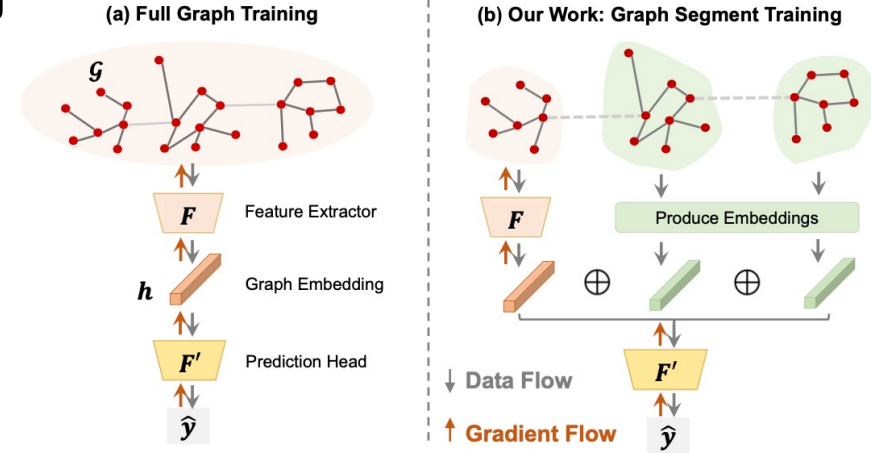 (a) Full Graph Training
𝓖
F
Feature Extractor
h
Graph Embedding
F′
Prediction Head
ŷ
(b) Our Work: Graph Segment Training
F
Produce Embeddings
⊕ ⊕
F′
Data Flow
Gradient Flow
ŷ